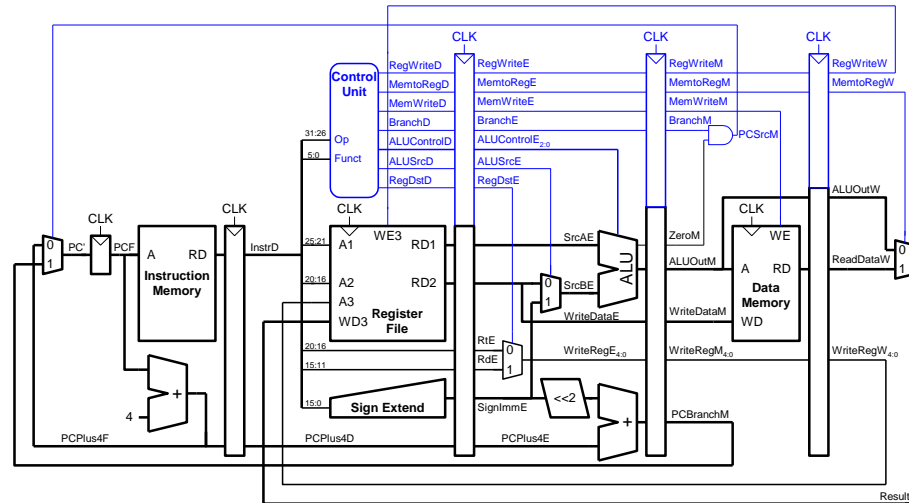 CLK CLK CLK
Control Unit
RegWriteD RegWriteE RegWriteM RegWriteW
MemtoRegD MemtoRegE MemtoRegM MemtoRegW
MemWriteD MemWriteE MemWriteM
BranchD BranchE BranchM
PCSrcM
31:26 Op
ALUControlD ALUControlE2:0
5:0 Funct
ALUSrcD ALUSrcE
RegDstD RegDstE
ALUOutW
CLK CLK CLK CLK
0 1 PC' PCF
A RD
Instruction Memory
InstrD
25:21 A1 WE3 RD1
SrcAE
ALU
ZeroM
WE
0 1
20:16 A2 RD2
0 1 SrcBE
ALUOutM
A RD
ReadDataW
A3
Register File
WD3
WriteDataE WriteDataM
Data Memory
WD
20:16 RtE 0
15:11 RdE 1
WriteRegE4:0 WriteRegM4:0 WriteRegW4:0
+
4
15:0 Sign Extend
SignImmE
<<2
+
PCBranchM
PCPlus4F PCPlus4D PCPlus4E
Result